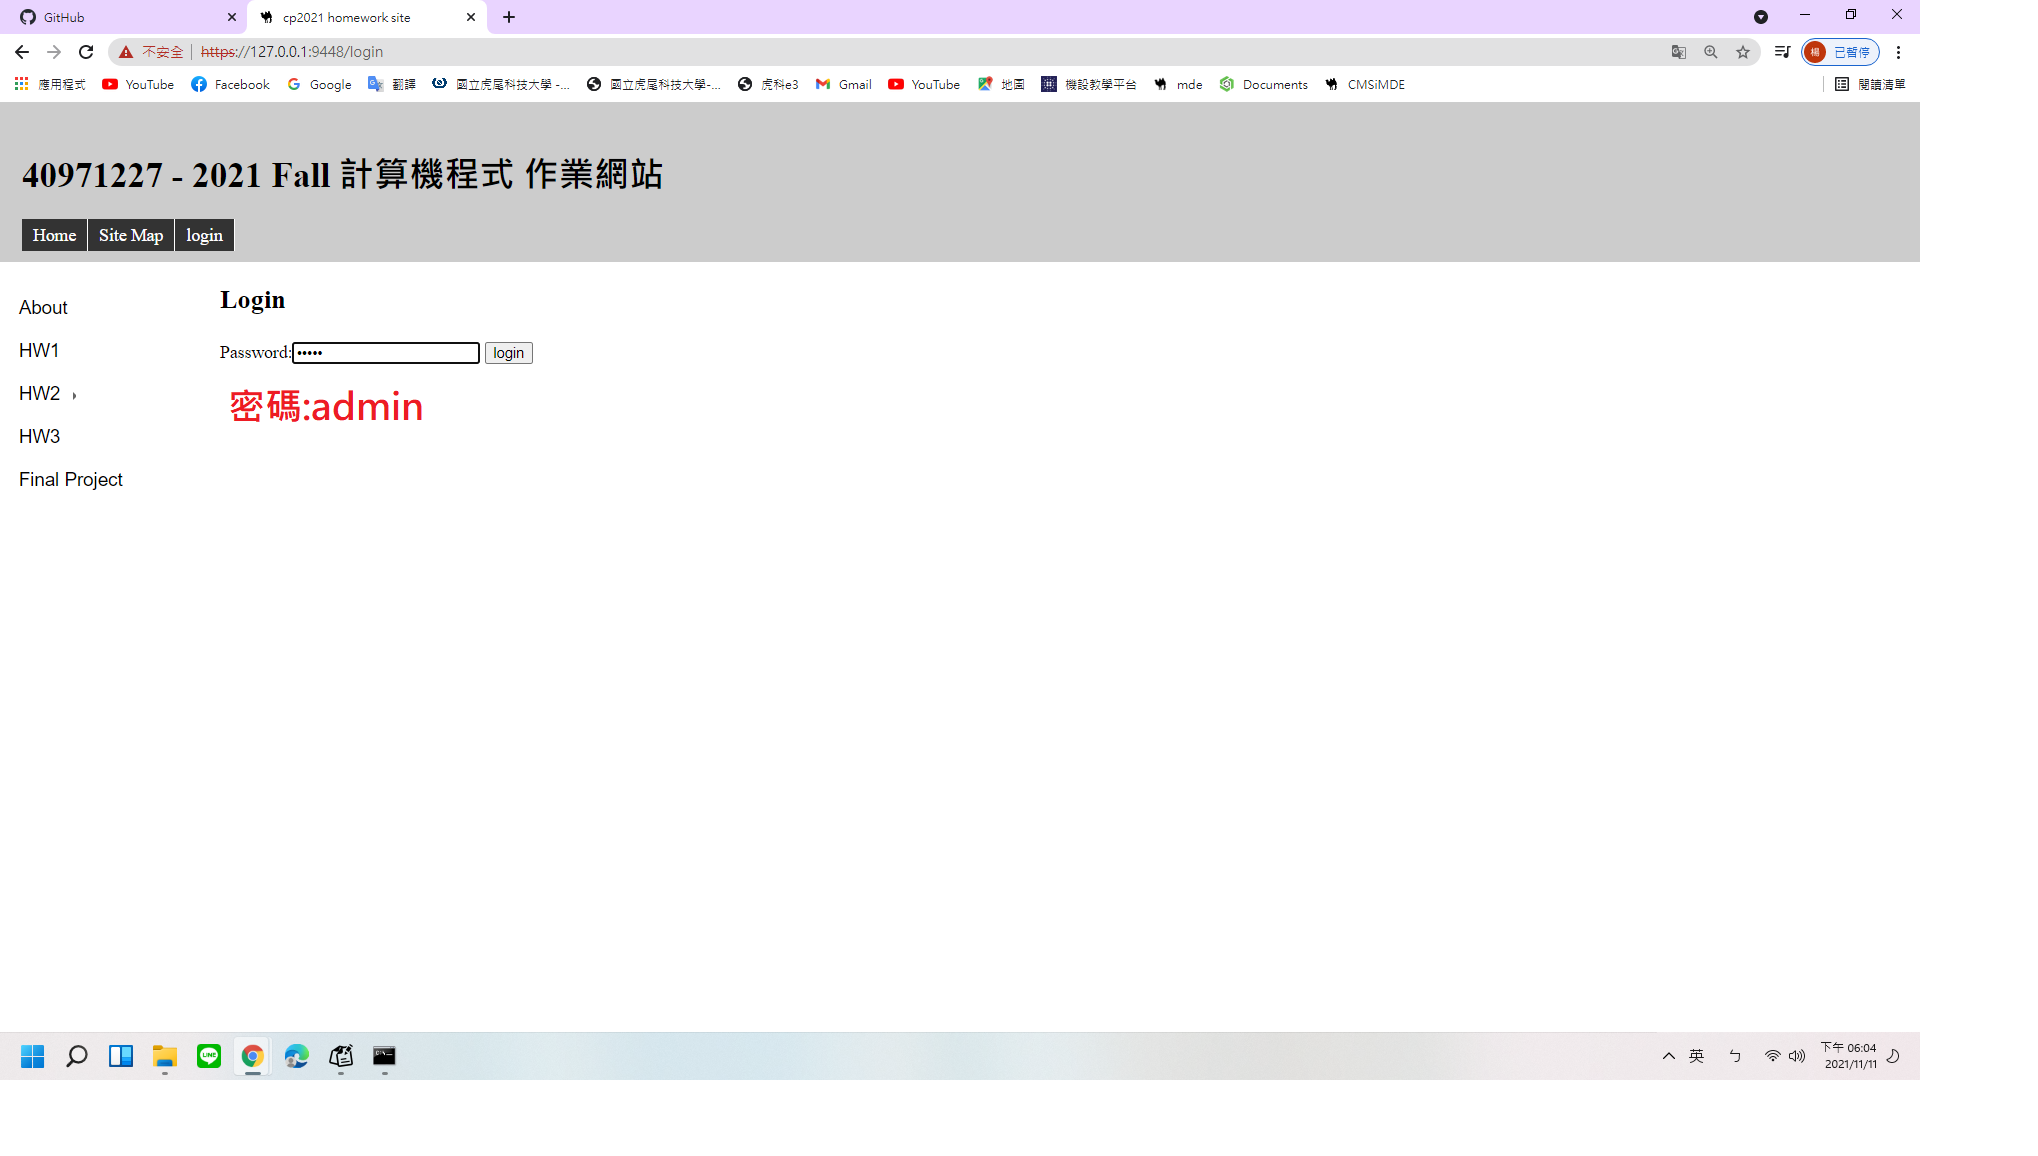 GitHub
cp2021 homework site
不安全 | https://127.0.0.1:9448/login
楊 已暫停
應用程式 YouTube Facebook Google 翻譯 國立虎尾科技大學 -... 國立虎尾科技大學-... 虎科e3 Gmail YouTube 地圖 機設教學平台 mde Documents CMSiMDE 閱讀清單
40971227 - 2021 Fall 計算機程式 作業網站
Home Site Map login
About
HW1
HW2
HW3
Final Project
Login
Password:••••• login
密碼:admin
LINE
英 ㄅ 下午 06:04
2021/11/11